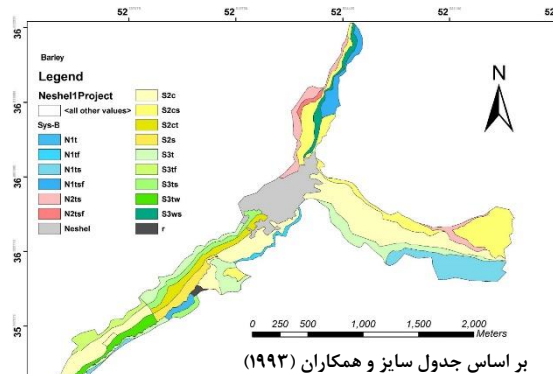 52 52 52 52 52
36
36
36
36
35
Barley
Legend
Neshel1Project
<all other values>
Sys-B
N1t
N1tf
N1ts
N1tsf
N2ts
N2tsf
Neshel
S2c
S2cs
S2ct
S2s
S3t
S3tf
S3ts
S3tw
S3ws
r
N
0 250 500 1,000 1,500 2,000
Meters
بر اساس جدول سایز و همکاران (۱۹۹۳)